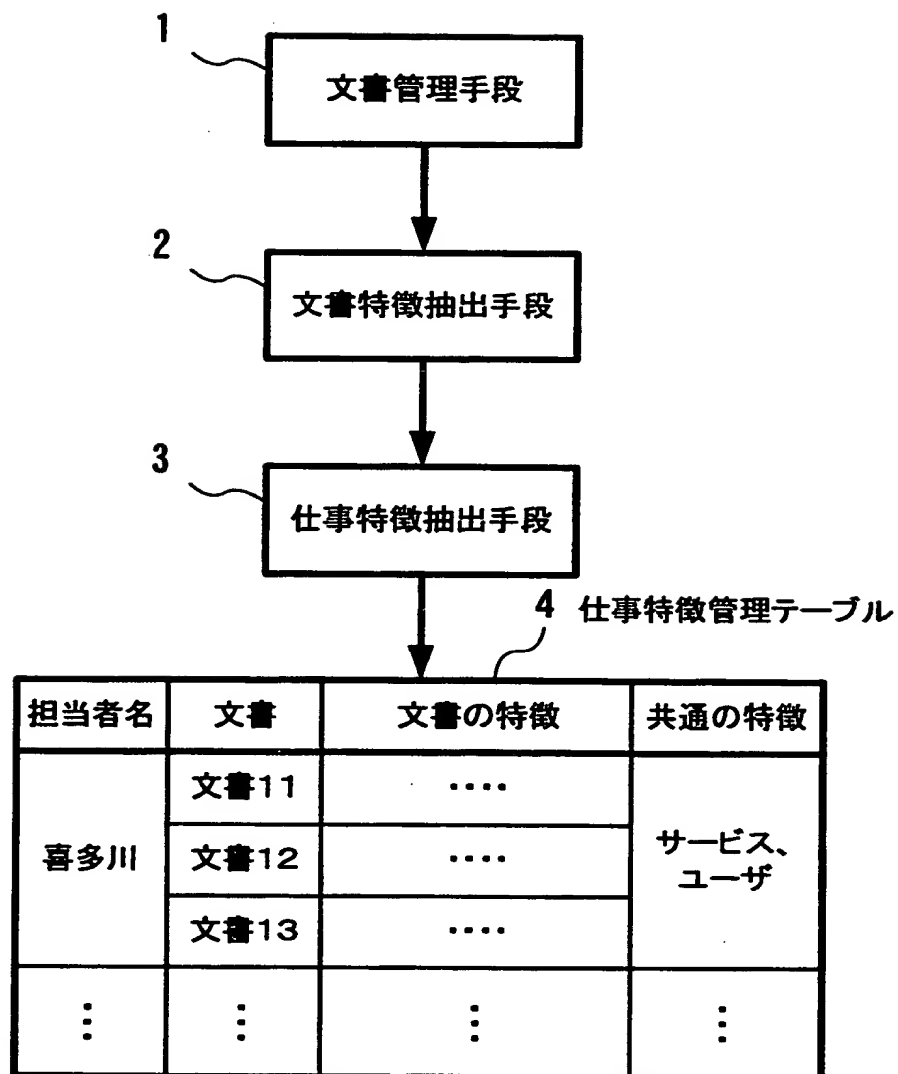 1
文書管理手段
2
文書特徴抽出手段
3
仕事特徴抽出手段
4 仕事特徴管理テーブル
担当者名 文書 文書の特徴 共通の特徴
喜多川
文書11 ‥‥
文書12 ‥‥
文書13 ‥‥
サービス、
ユーザ
⋮ ⋮ ⋮ ⋮